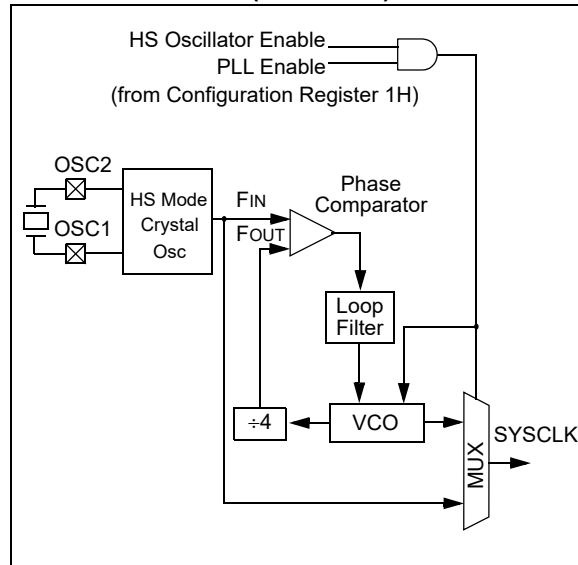 HS Oscillator Enable
PLL Enable
(from Configuration Register 1H)
OSC2
OSC1
HS Mode
Crystal
Osc
FIN
FOUT
Phase
Comparator
Loop
Filter
÷4
VCO
MUX
SYSCLK